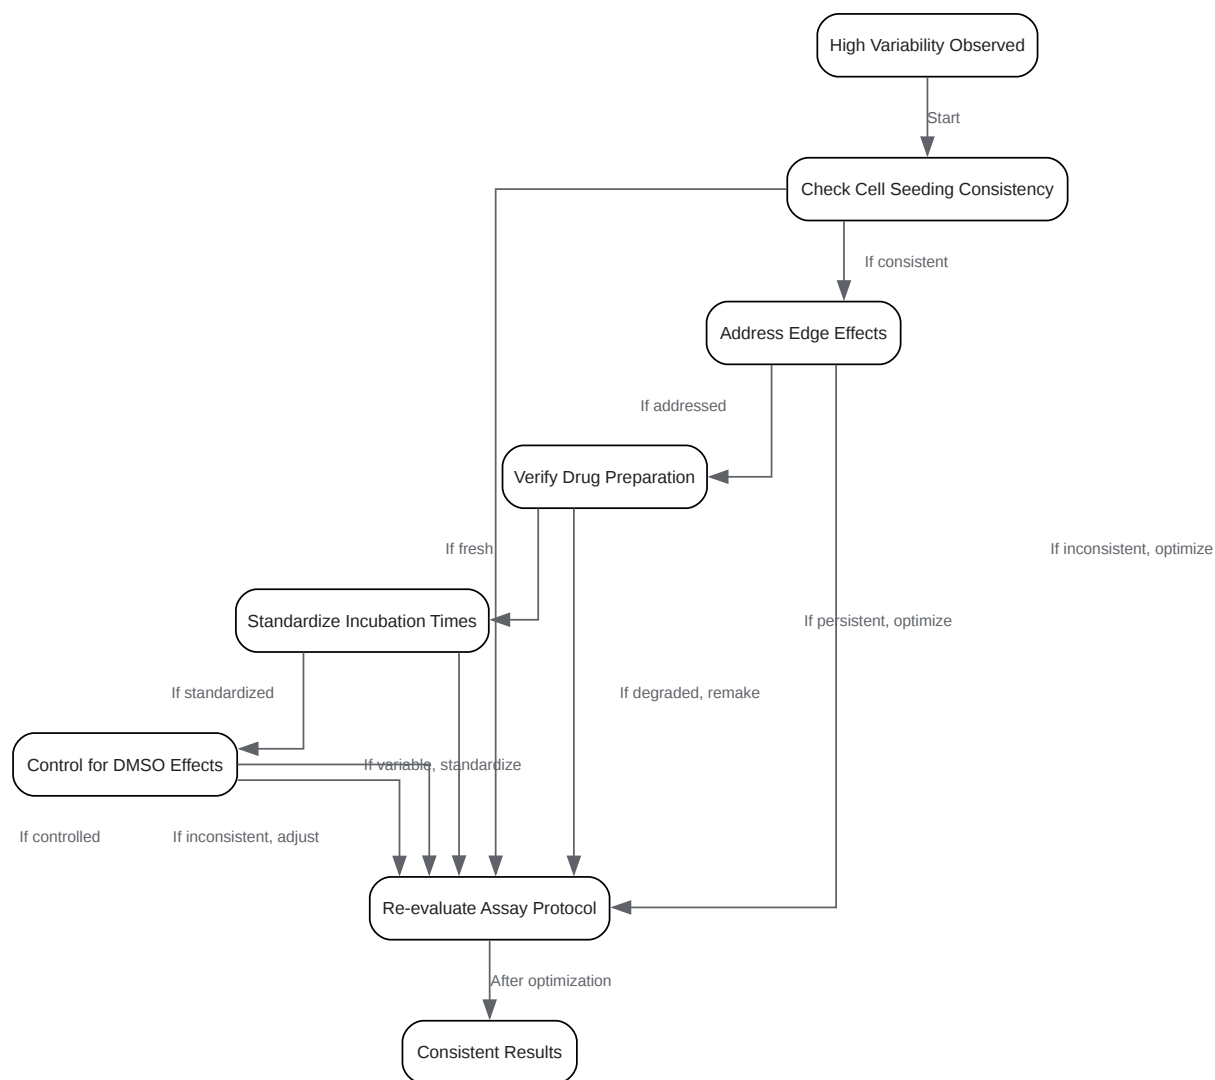 High Variability Observed
Start
Check Cell Seeding Consistency
If consistent
Address Edge Effects
If addressed
Verify Drug Preparation
If fresh
If inconsistent, optimize
Standardize Incubation Times
If persistent, optimize
If standardized
If degraded, remake
Control for DMSO Effects
If variable, standardize
If controlled
If inconsistent, adjust
Re-evaluate Assay Protocol
After optimization
Consistent Results